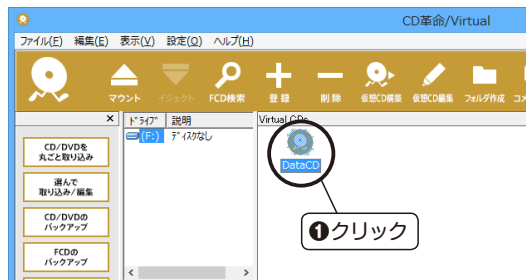 CD革命/Virtual
ファイル(F) 編集(E) 表示(V) 設定(O) ヘルプ(H)
マウント イジェクト FCD検索 登録 削除 仮想CD構築 仮想CD編集 フォルダ作成 コメ
× ドライブ 説明 Virtual CDs
(F:) ディスクなし
CD/DVDを
丸ごと取り込み
選んで
取り込み/編集
CD/DVDの
バックアップ
FCDの
バックアップ
DataCD
❶クリック